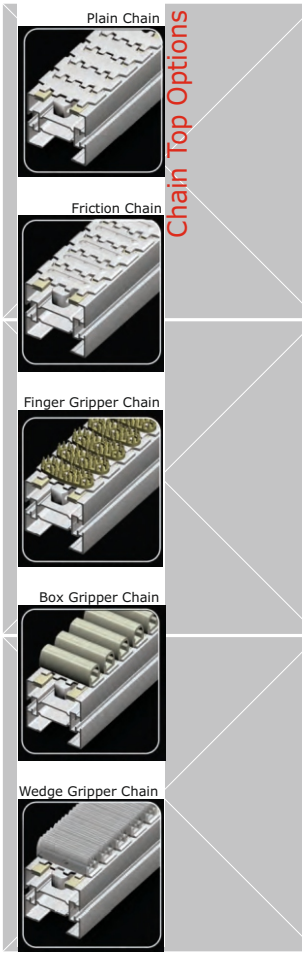 Plain Chain
Chain Top Options
Friction Chain
Finger Gripper Chain
Box Gripper Chain
Wedge Gripper Chain